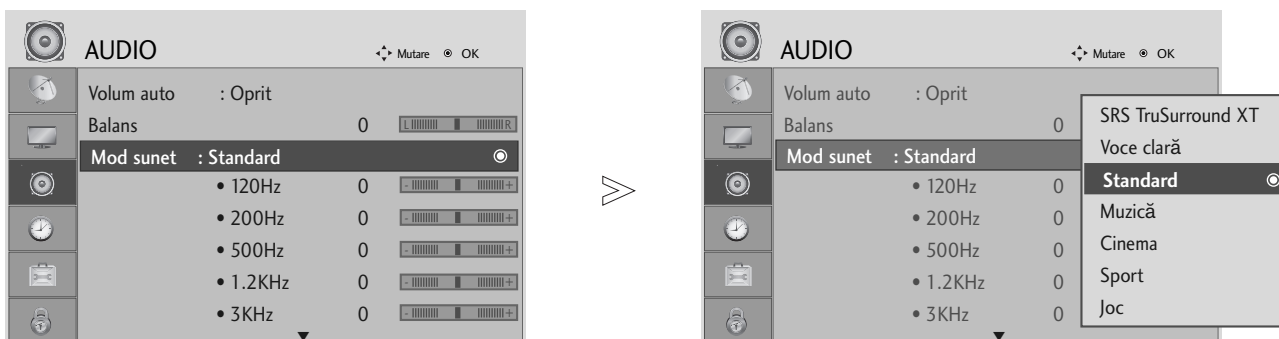 AUDIO
Mutare OK
Volum auto : Oprit
Balans 0 L R
Mod sunet : Standard
• 120Hz 0 - +
• 200Hz 0 - +
• 500Hz 0 - +
• 1.2KHz 0 - +
• 3KHz 0 - +
AUDIO
Mutare OK
Volum auto : Oprit
Balans 0
Mod sunet : Standard
• 120Hz 0
• 200Hz 0
• 500Hz 0
• 1.2KHz 0
• 3KHz 0
SRS TruSurround XT
Voce clară
Standard
Muzică
Cinema
Sport
Joc